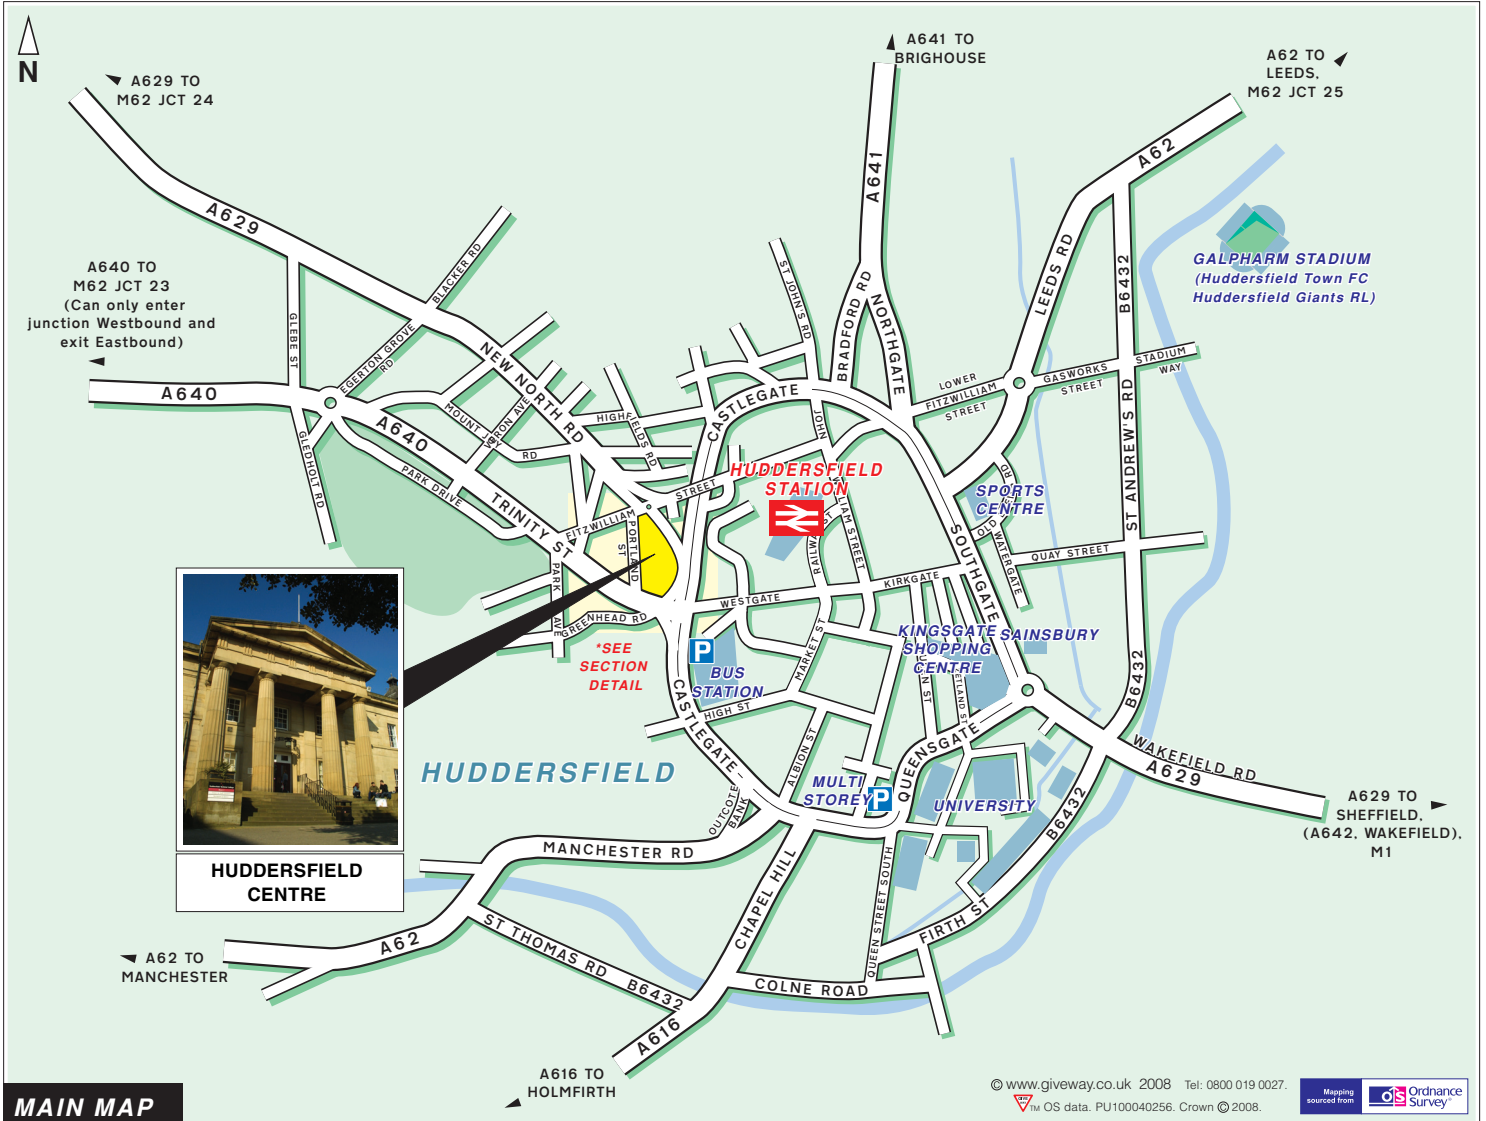 N
A629 TO
M62 JCT 24
A641 TO
BRIGHOUSE
A62 TO
LEEDS,
M62 JCT 25
A640 TO
M62 JCT 23
(Can only enter
junction Westbound and
exit Eastbound)
A629
A641
A62
BLACKER RD
GLEBE ST
EGERTON GROVE
RD
NEW NORTH RD
ST JOHN'S RD
BRADFORD RD
NORTHGATE
LEEDS RD
B6432
GALPHARM STADIUM
(Huddersfield Town FC
Huddersfield Giants RL)
A640
A640
MOUNT JOY
RD
HIGHFIELDS RD
CASTLEGATE
LOWER
FITZWILLIAM
STREET
GASWORKS
STREET
STADIUM
WAY
GLEDHOLT RD
PARK DRIVE
TRINITY ST
FITZWILLIAM
STREET
JOHN
WILLIAM STREET
HUDDERSFIELD
STATION
SPORTS
CENTRE
ST ANDREW'S RD
PORTLAND
ST
SOUTHGATE
OLD
WATERGATE
QUAY STREET
PARK
AVE
GREENHEAD RD
WESTGATE
KIRKGATE
*SEE
SECTION
DETAIL
P
BUS
STATION
MARKET ST
KINGSGATE
SHOPPING
CENTRE
SAINSBURY
B6432
HIGH ST
CASTLEGATE
ALBION ST
HUDDERSFIELD
MULTI
STOREY
P
QUEENSGATE
UNIVERSITY
WAKEFIELD RD
A629
A629 TO
SHEFFIELD,
(A642, WAKEFIELD),
M1
OUTCOTE
BANK
MANCHESTER RD
HUDDERSFIELD
CENTRE
CHAPEL HILL
QUEEN STREET SOUTH
B6432
FIRTH ST
A62
A62 TO
MANCHESTER
ST THOMAS RD
B6432
COLNE ROAD
A616
A616 TO
HOLMFIRTH
MAIN MAP
© www.giveway.co.uk 2008 Tel: 0800 019 0027.
TM OS data. PU100040256. Crown © 2008.
Mapping
sourced from
OS Ordnance
Survey®